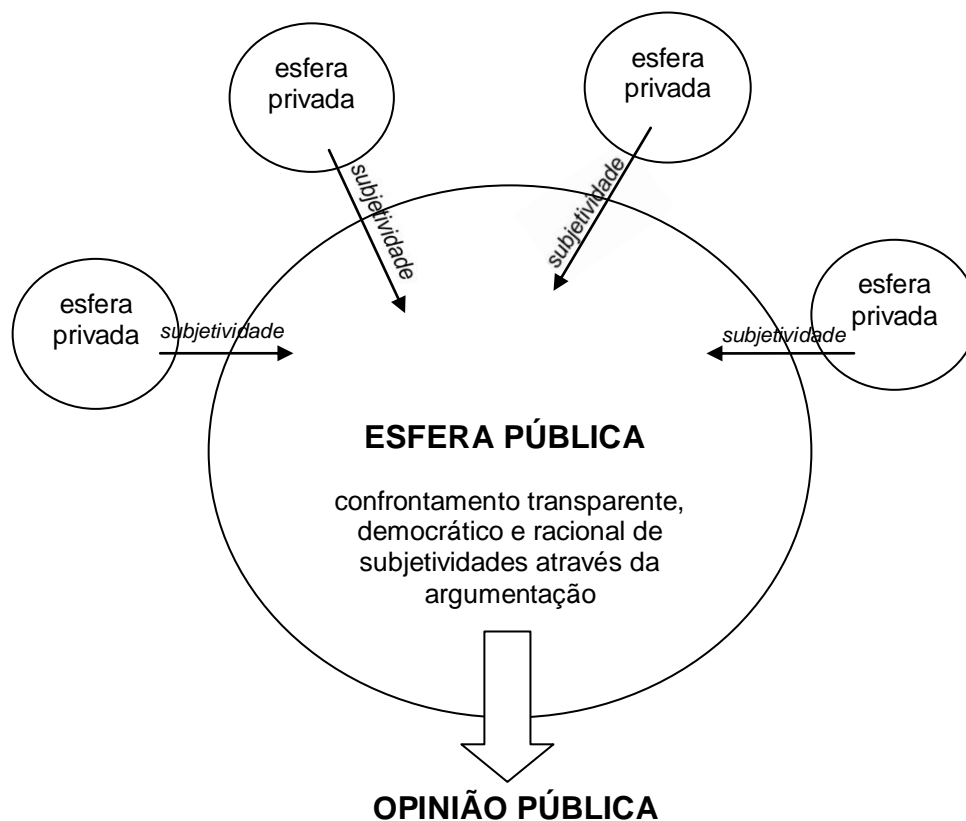 esfera
privada
esfera
privada
subjetividade
subjetividade
esfera
privada
subjetividade
esfera
privada
subjetividade
ESFERA PÚBLICA
confrontamento transparente,
democrático e racional de
subjetividades através da
argumentação
OPINIÃO PÚBLICA